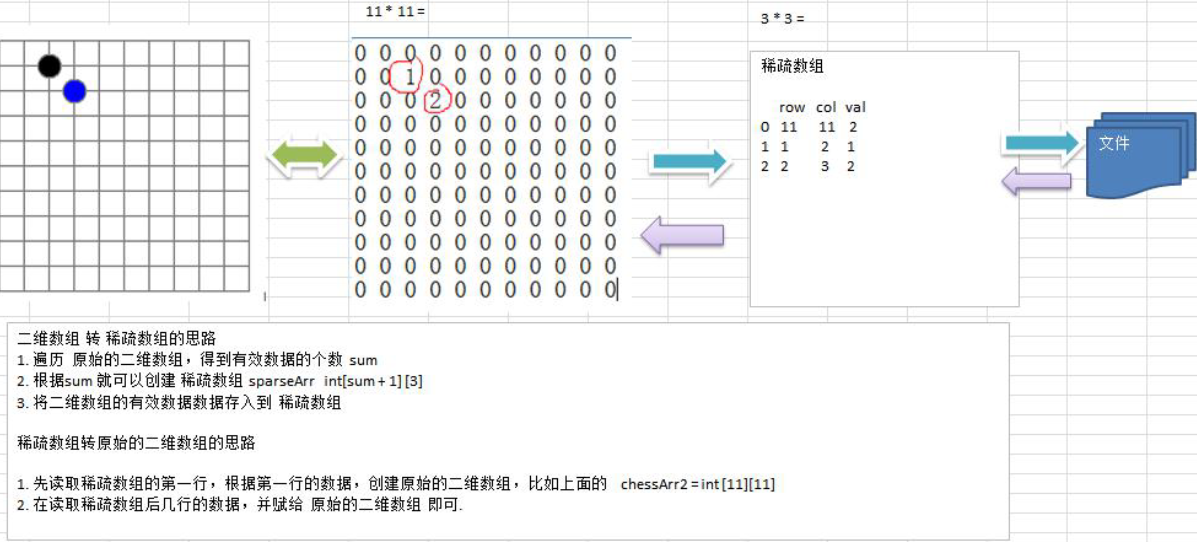 11 * 11 =
3 * 3 =
0 0 0 0 0 0 0 0 0 0 0
0 0 1 0 0 0 0 0 0 0 0
0 0 0 2 0 0 0 0 0 0 0
0 0 0 0 0 0 0 0 0 0 0
0 0 0 0 0 0 0 0 0 0 0
0 0 0 0 0 0 0 0 0 0 0
0 0 0 0 0 0 0 0 0 0 0
0 0 0 0 0 0 0 0 0 0 0
0 0 0 0 0 0 0 0 0 0 0
0 0 0 0 0 0 0 0 0 0 0
0 0 0 0 0 0 0 0 0 0 0
稀疏数组
row col val
0 11 11 2
1 1 2 1
2 2 3 2
文件
二维数组 转 稀疏数组的思路
1. 遍历 原始的二维数组，得到有效数据的个数 sum
2. 根据sum 就可以创建 稀疏数组 sparseArr int[sum + 1] [3]
3. 将二维数组的有效数据数据存入到 稀疏数组
稀疏数组转原始的二维数组的思路
1. 先读取稀疏数组的第一行，根据第一行的数据，创建原始的二维数组，比如上面的 chessArr2 = int [11][11]
2. 在读取稀疏数组后几行的数据，并赋给 原始的二维数组 即可.